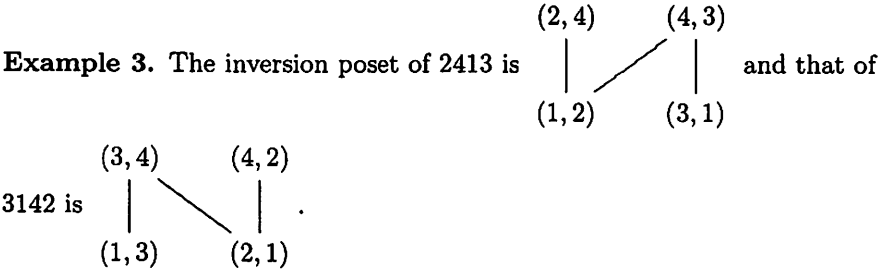 (2, 4) (4, 3)
Example 3. The inversion poset of 2413 is and that of
(1, 2) (3, 1)
(3, 4) (4, 2)
3142 is .
(1, 3) (2, 1)